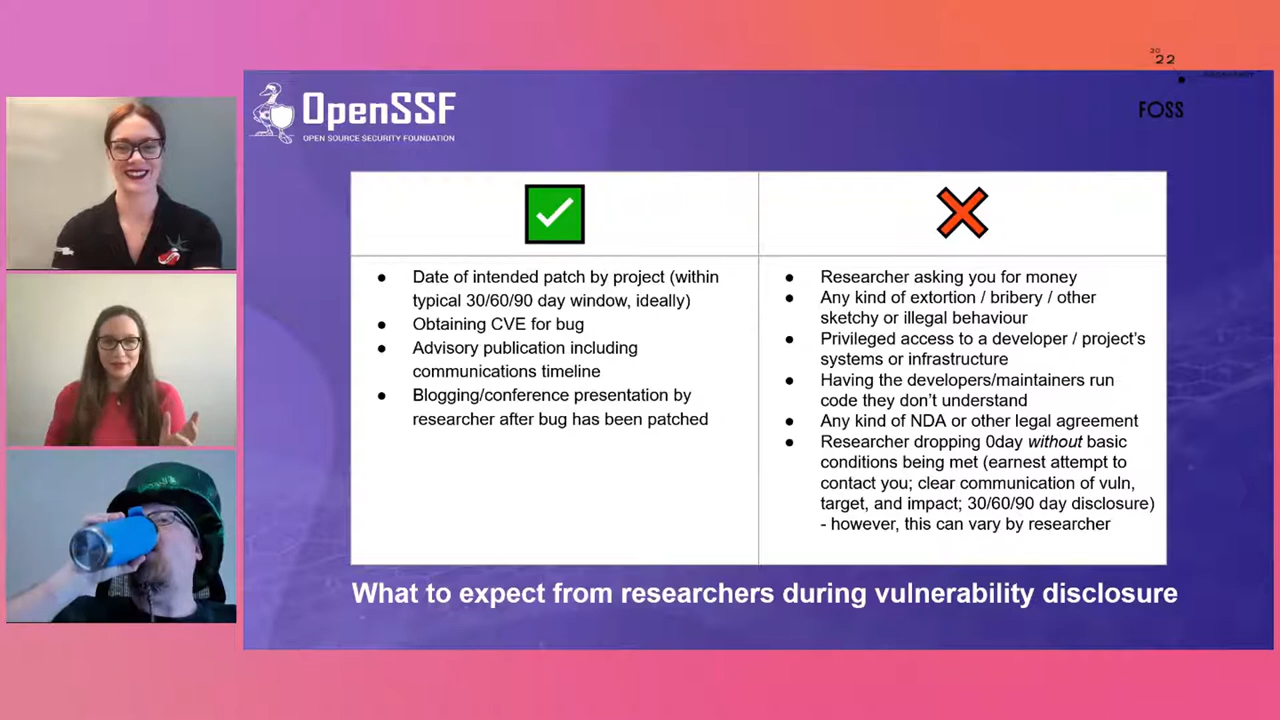 20
22
FOSS
OpenSSF
OPEN SOURCE SECURITY FOUNDATION
● Date of intended patch by project (within
typical 30/60/90 day window, ideally)
● Obtaining CVE for bug
● Advisory publication including
communications timeline
● Blogging/conference presentation by
researcher after bug has been patched
● Researcher asking you for money
● Any kind of extortion / bribery / other
sketchy or illegal behaviour
● Privileged access to a developer / project's
systems or infrastructure
● Having the developers/maintainers run
code they don't understand
● Any kind of NDA or other legal agreement
● Researcher dropping 0day without basic
conditions being met (earnest attempt to
contact you; clear communication of vuln,
target, and impact; 30/60/90 day disclosure)
- however, this can vary by researcher
What to expect from researchers during vulnerability disclosure